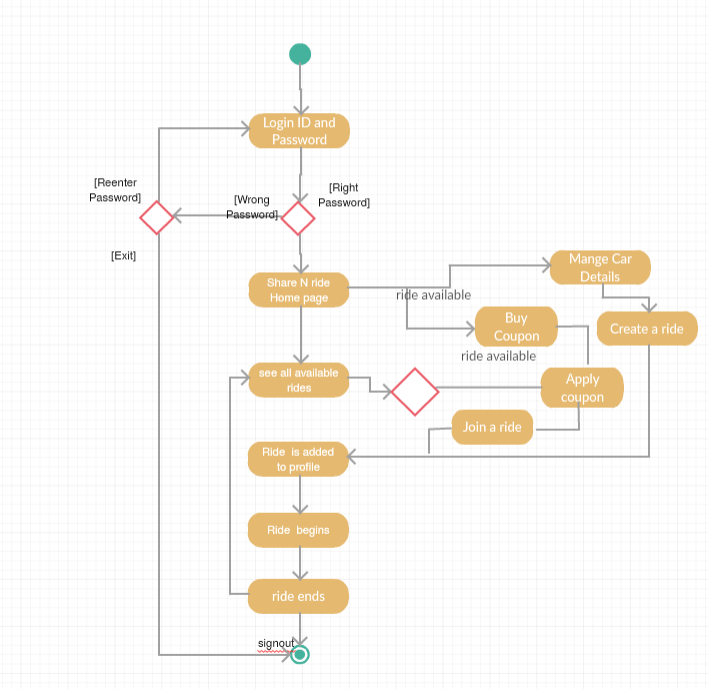 Login ID and
Password
[Reenter
Password]
[Wrong
Password]
[Right
Password]
[Exit]
Share N ride
Home page
Mange Car
Details
ride available
Buy
Coupon
Create a ride
ride available
see all available
rides
Apply
coupon
Join a ride
Ride is added
to profile
Ride begins
ride ends
signout